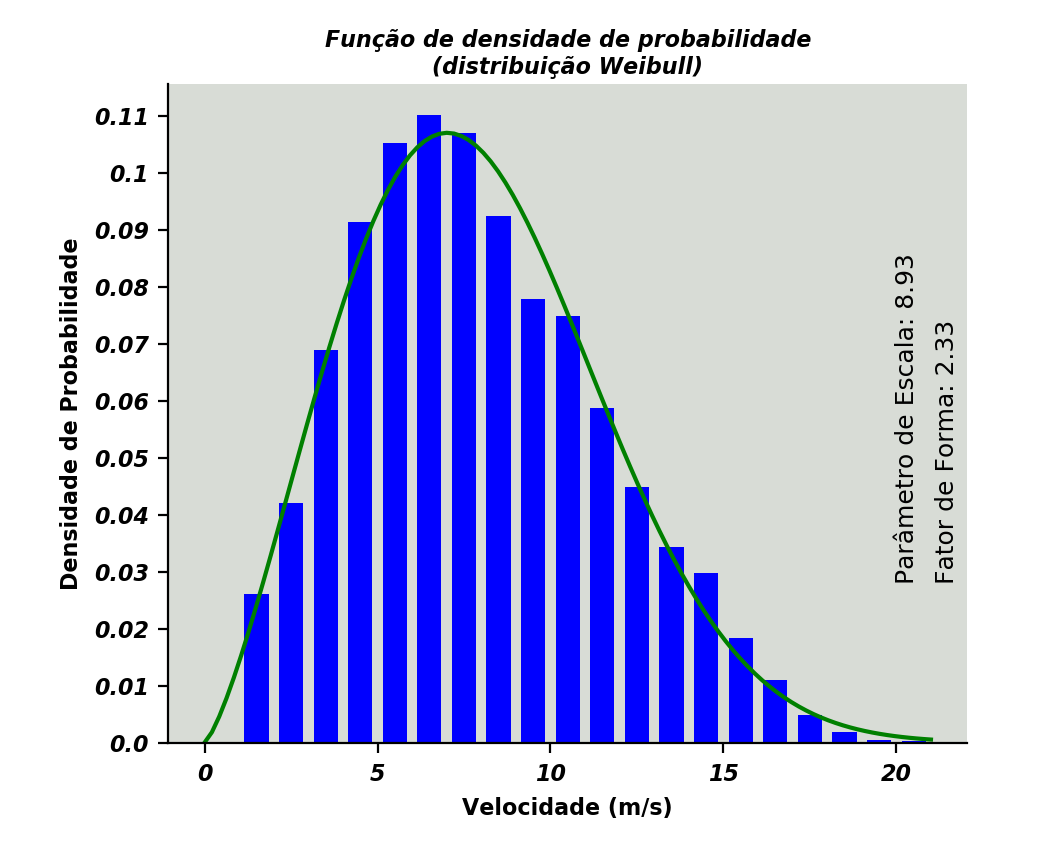 Função de densidade de probabilidade
(distribuição Weibull)
Densidade de Probabilidade
0.11
0.1
0.09
0.08
0.07
0.06
0.05
0.04
0.03
0.02
0.01
0.0
Parâmetro de Escala: 8.93
Fator de Forma: 2.33
0 5 10 15 20
Velocidade (m/s)